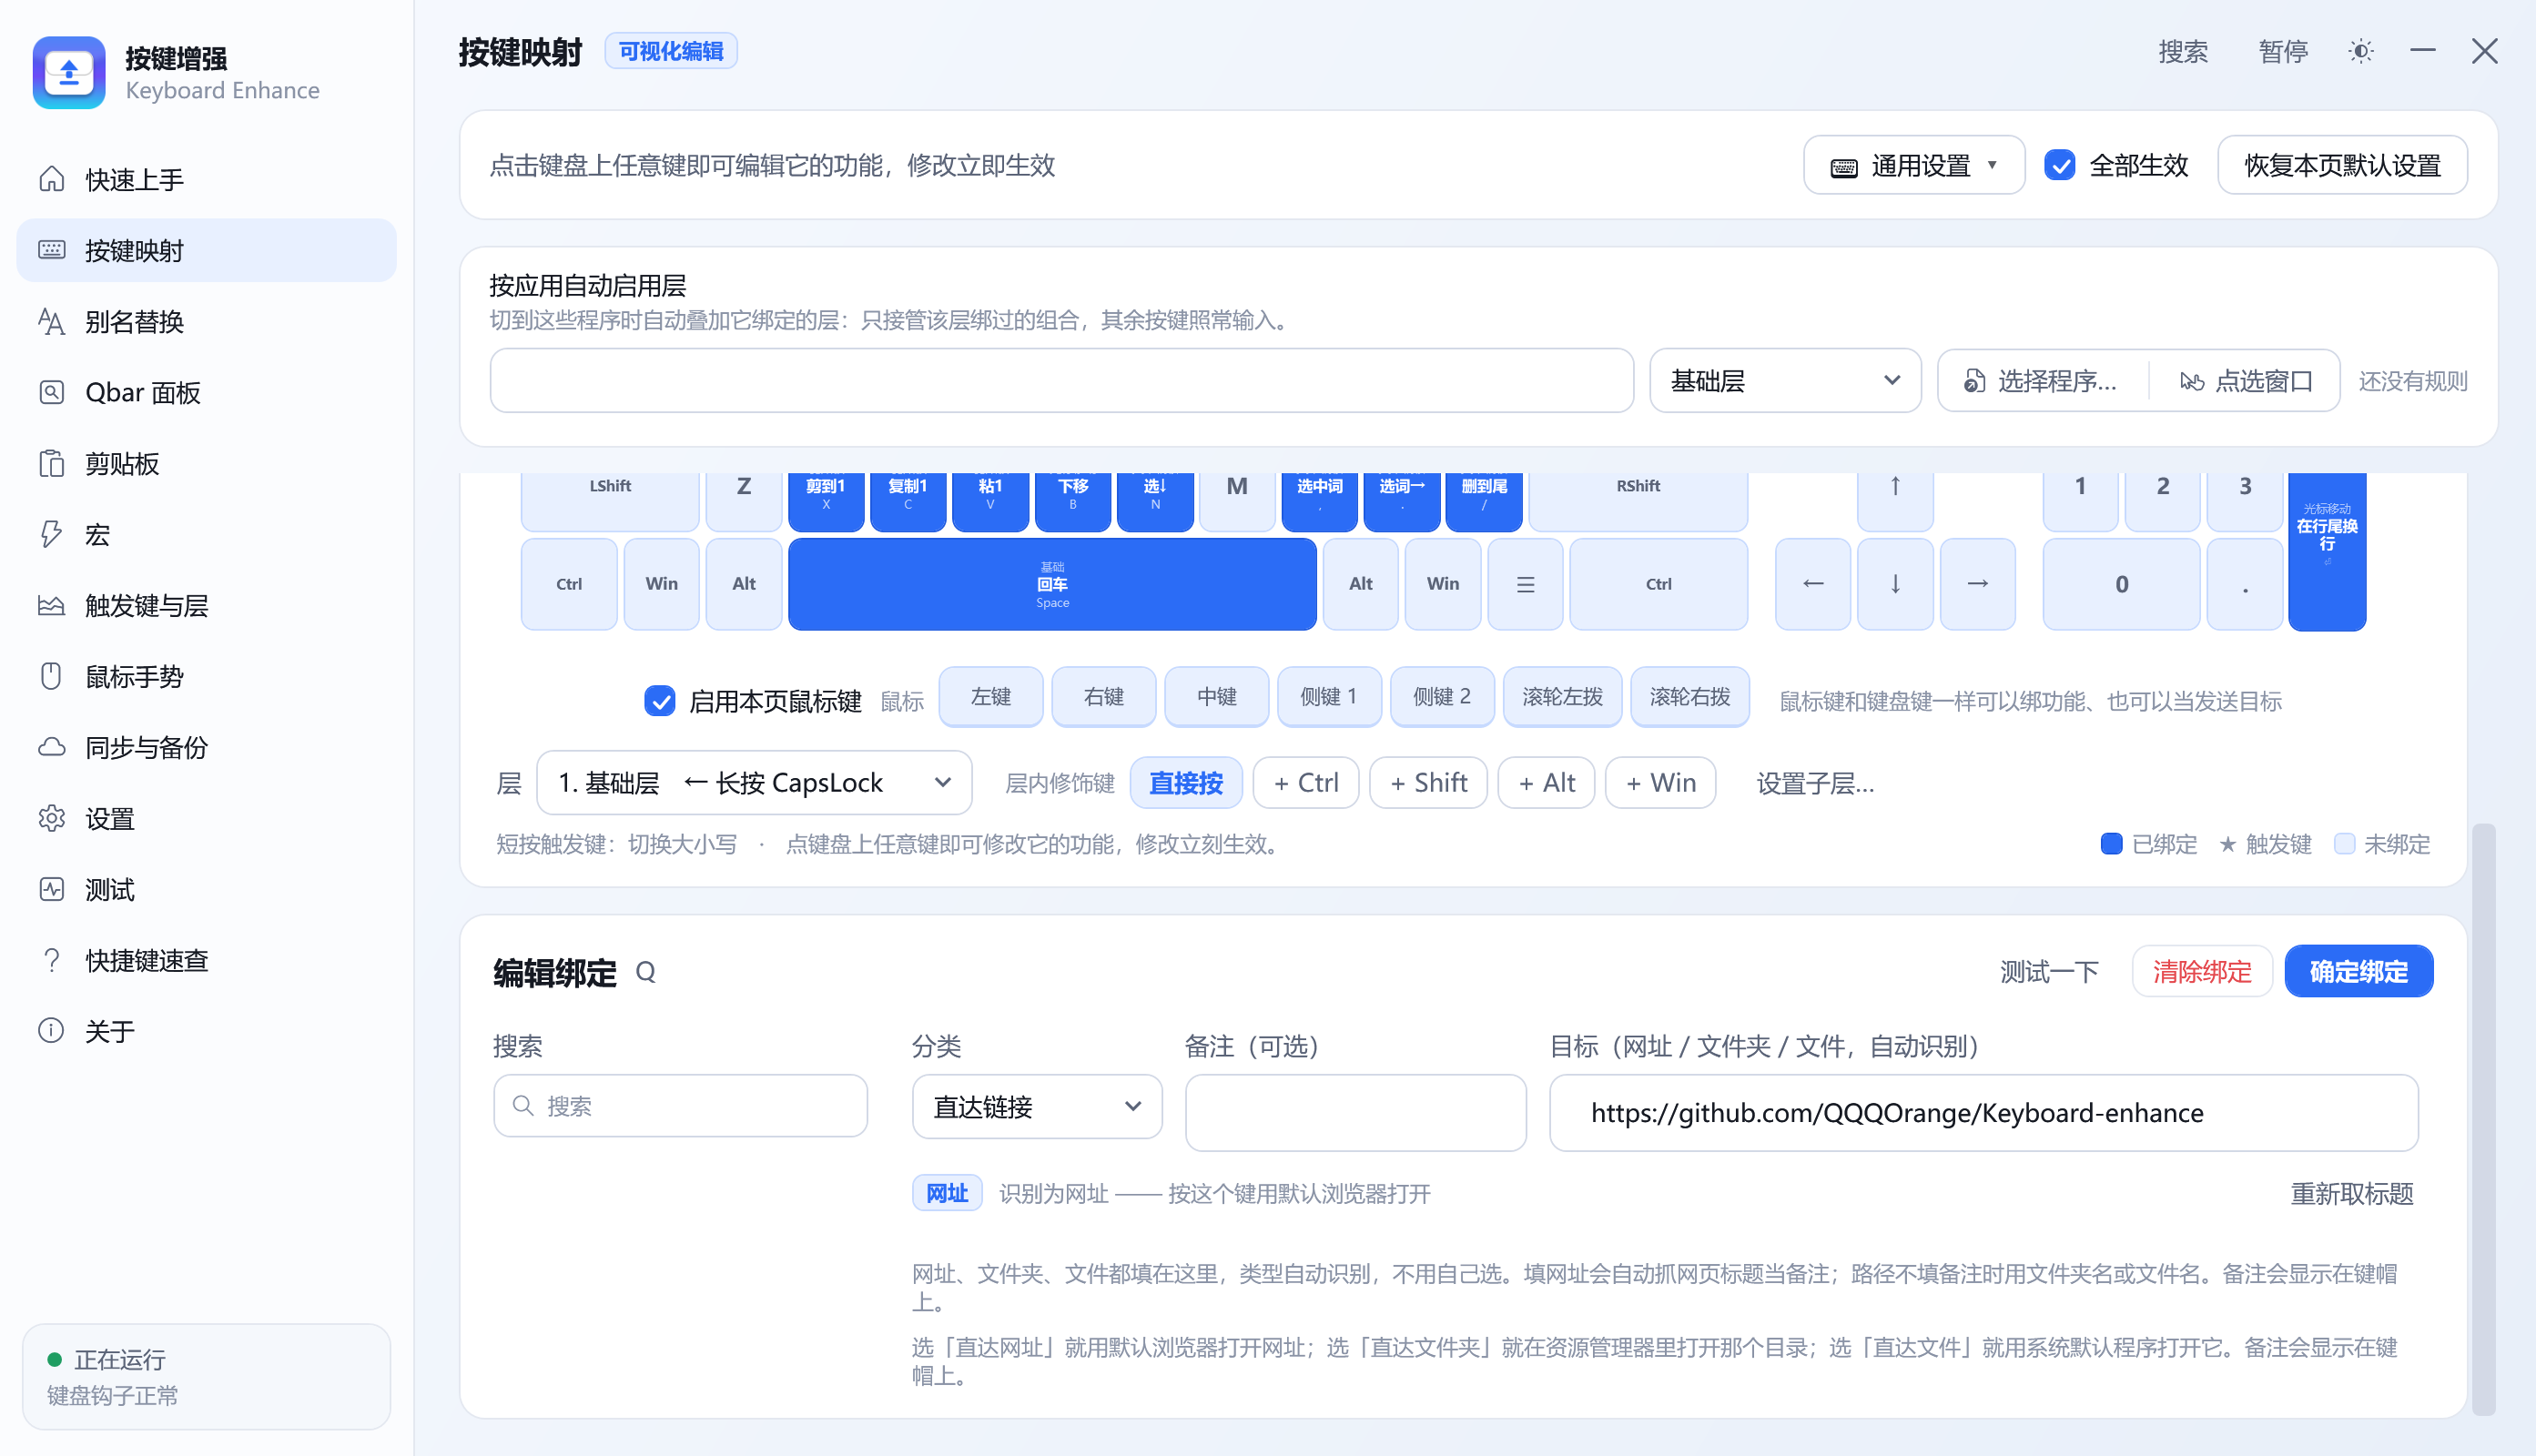 按键增强
Keyboard Enhance
快速上手
按键映射
别名替换
Qbar 面板
剪贴板
宏
触发键与层
鼠标手势
同步与备份
设置
测试
快捷键速查
关于
正在运行
键盘钩子正常
按键映射 可视化编辑
搜索 暂停
点击键盘上任意键即可编辑它的功能，修改立即生效
通用设置 全部生效 恢复本页默认设置
按应用自动启用层
切到这些程序时自动叠加它绑定的层：只接管该层绑过的组合，其余按键照常输入。
基础层 选择程序... 点选窗口 还没有规则
LShift Z 剪到1 复制1 粘1 下移 选↓ M 选中词 选词→ 删到尾 RShift ↑ 1 2 3
X C V B N , . /
光标移动
在行尾换
行
⏎
基础
Ctrl Win Alt 回车 Alt Win ☰ Ctrl ← ↓ → 0 .
Space
启用本页鼠标键 鼠标 左键 右键 中键 侧键 1 侧键 2 滚轮左拨 滚轮右拨 鼠标键和键盘键一样可以绑功能、也可以当发送目标
层 1. 基础层 ← 长按 CapsLock 层内修饰键 直接按 + Ctrl + Shift + Alt + Win 设置子层...
短按触发键：切换大小写 · 点键盘上任意键即可修改它的功能，修改立刻生效。 已绑定 ★ 触发键 未绑定
编辑绑定 Q 测试一下 清除绑定 确定绑定
搜索 分类 备注（可选） 目标（网址 / 文件夹 / 文件，自动识别）
搜索 直达链接 https://github.com/QQQOrange/Keyboard-enhance
网址 识别为网址 —— 按这个键用默认浏览器打开 重新取标题
网址、文件夹、文件都填在这里，类型自动识别，不用自己选。填网址会自动抓网页标题当备注；路径不填备注时用文件夹名或文件名。备注会显示在键帽
上。
选「直达网址」就用默认浏览器打开网址；选「直达文件夹」就在资源管理器里打开那个目录；选「直达文件」就用系统默认程序打开它。备注会显示在键
帽上。